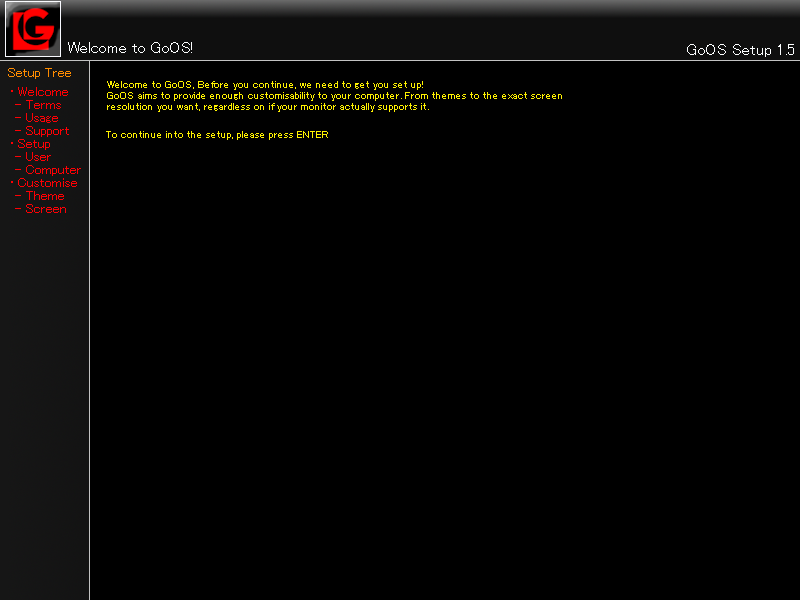 G
Welcome to GoOS!
GoOS Setup 1.5
Setup Tree
· Welcome
- Terms
- Usage
- Support
· Setup
- User
- Computer
· Customise
- Theme
- Screen
Welcome to GoOS, Before you continue, we need to get you set up!
GoOS aims to provide enough customisability to your computer. From themes to the exact screen
resolution you want, regardless on if your monitor actually supports it.
To continue into the setup, please press ENTER